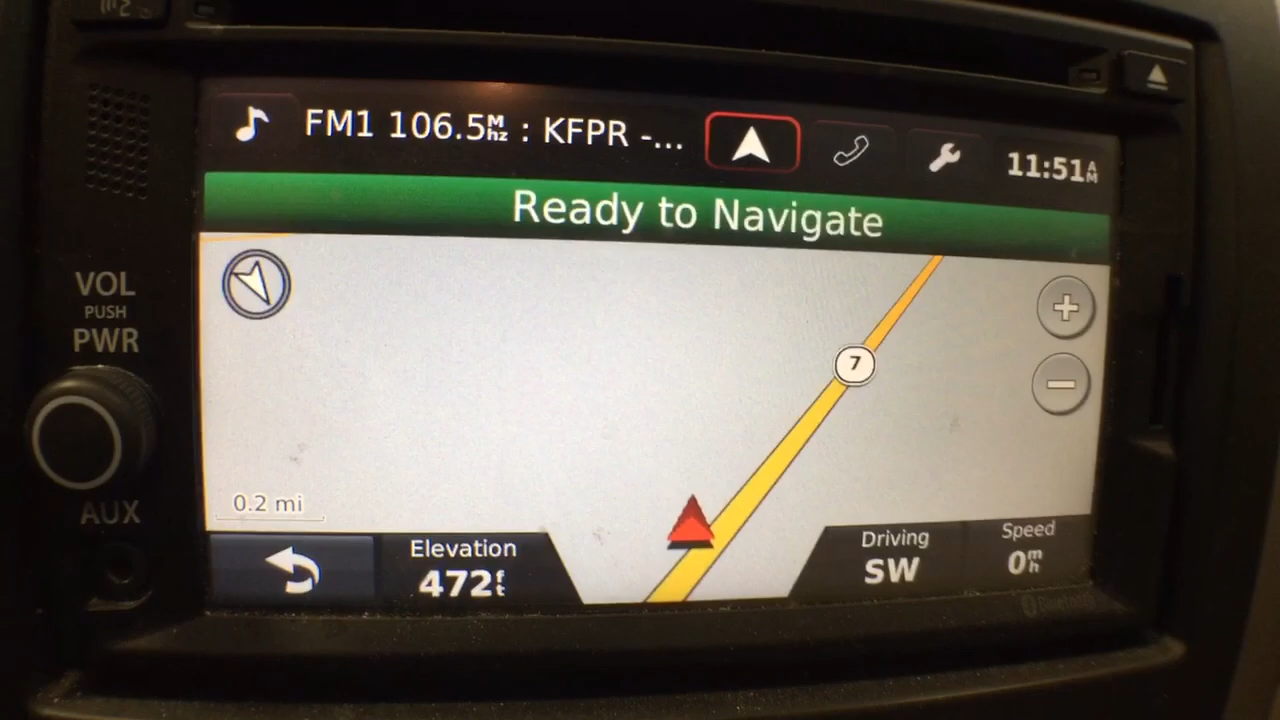 FM1 106.5Mhz : KFPR -...
11:51AM
Ready to Navigate
VOL
PUSH
PWR
7
0.2 mi
AUX
Elevation
472ft
Driving
SW
Speed
0mh
Bluetooth